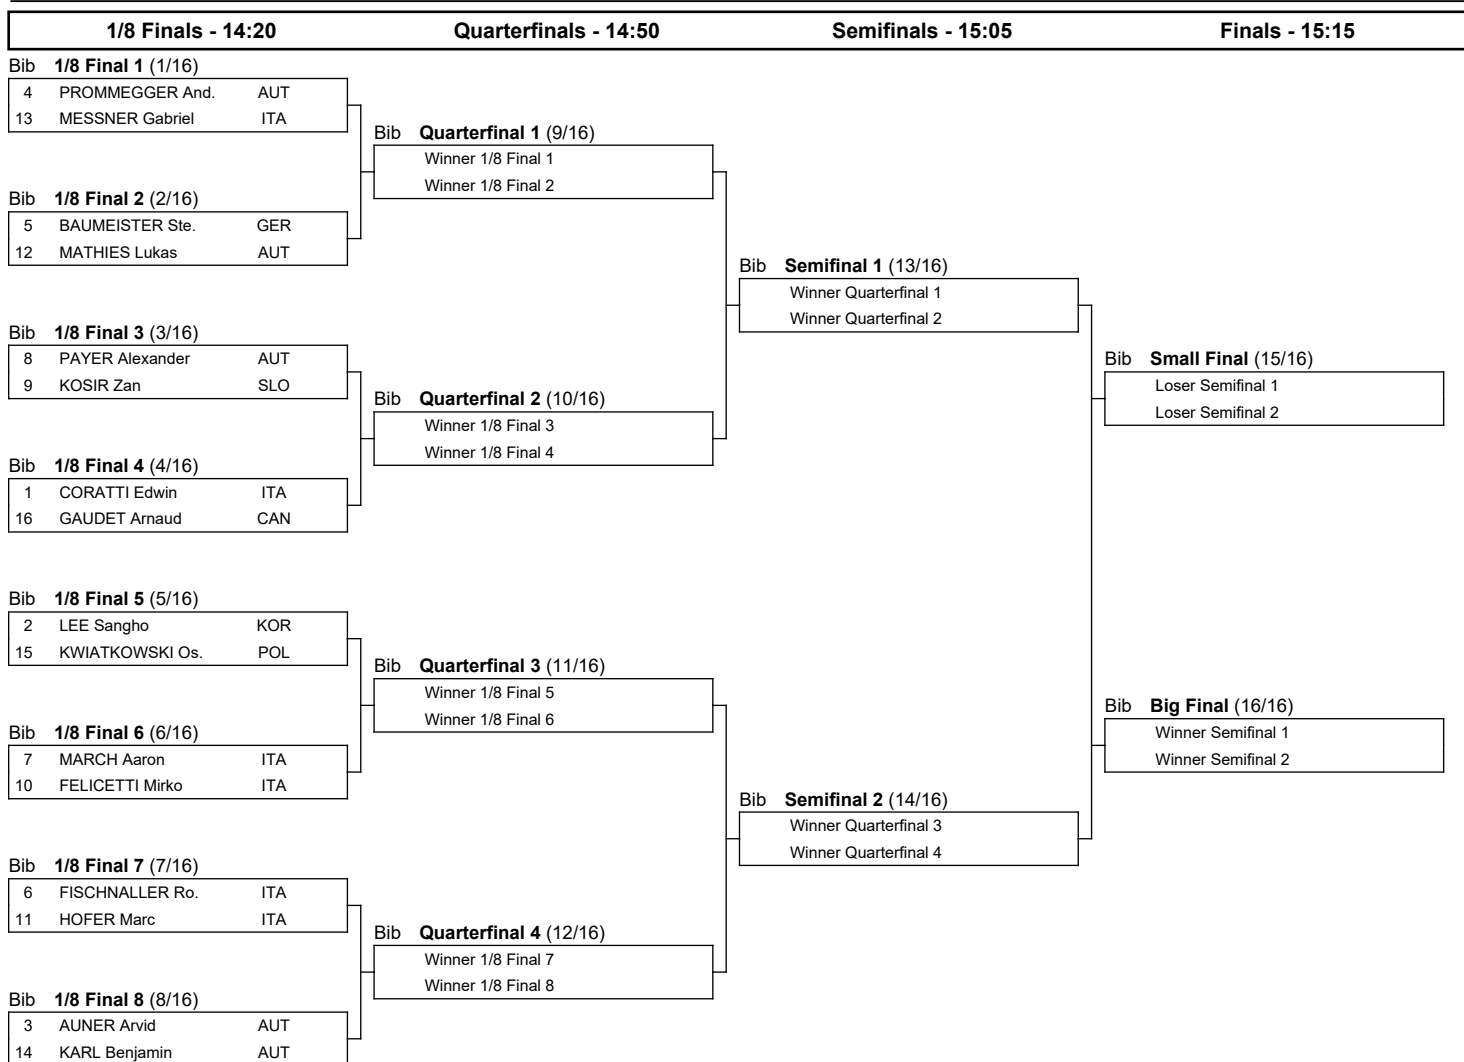 1/8 Finals - 14:20 Quarterfinals - 14:50 Semifinals - 15:05 Finals - 15:15
Bib 1/8 Final 1 (1/16)
4 PROMMEGGER And. AUT
13 MESSNER Gabriel ITA
Bib 1/8 Final 2 (2/16)
5 BAUMEISTER Ste. GER
12 MATHIES Lukas AUT
Bib 1/8 Final 3 (3/16)
8 PAYER Alexander AUT
9 KOSIR Zan SLO
Bib 1/8 Final 4 (4/16)
1 CORATTI Edwin ITA
16 GAUDET Arnaud CAN
Bib 1/8 Final 5 (5/16)
2 LEE Sangho KOR
15 KWIATKOWSKI Os. POL
Bib 1/8 Final 6 (6/16)
7 MARCH Aaron ITA
10 FELICETTI Mirko ITA
Bib 1/8 Final 7 (7/16)
6 FISCHNALLER Ro. ITA
11 HOFER Marc ITA
Bib 1/8 Final 8 (8/16)
3 AUNER Arvid AUT
14 KARL Benjamin AUT
Bib Quarterfinal 1 (9/16)
Winner 1/8 Final 1
Winner 1/8 Final 2
Bib Quarterfinal 2 (10/16)
Winner 1/8 Final 3
Winner 1/8 Final 4
Bib Quarterfinal 3 (11/16)
Winner 1/8 Final 5
Winner 1/8 Final 6
Bib Quarterfinal 4 (12/16)
Winner 1/8 Final 7
Winner 1/8 Final 8
Bib Semifinal 1 (13/16)
Winner Quarterfinal 1
Winner Quarterfinal 2
Bib Semifinal 2 (14/16)
Winner Quarterfinal 3
Winner Quarterfinal 4
Bib Small Final (15/16)
Loser Semifinal 1
Loser Semifinal 2
Bib Big Final (16/16)
Winner Semifinal 1
Winner Semifinal 2